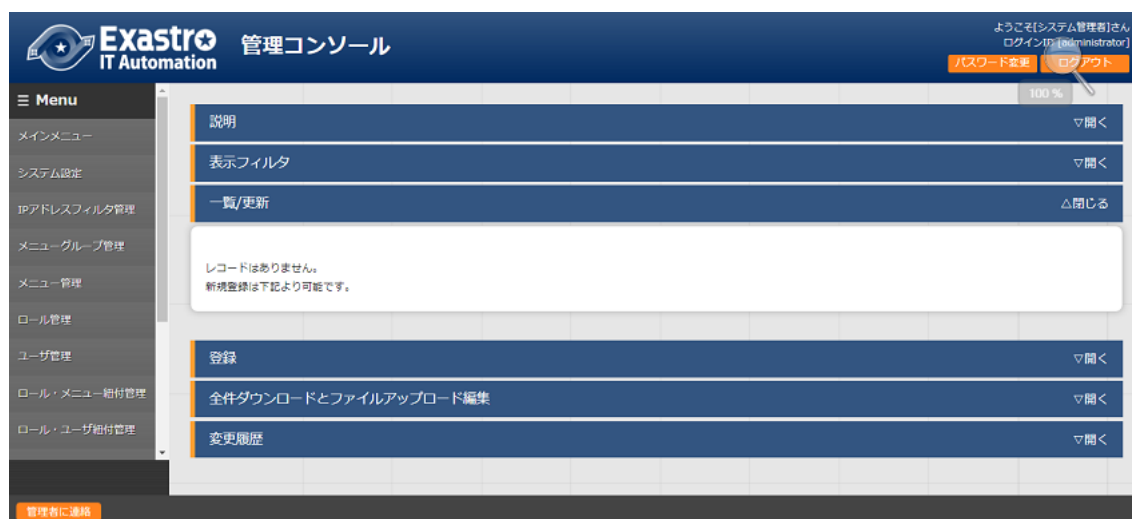 Exastro
IT Automation
管理コンソール
ようこそ[システム管理者]さん
ログインID [administrator]
パスワード変更
ログアウト
100 %
☰ Menu
メインメニュー
システム設定
IPアドレスフィルタ管理
メニューグループ管理
メニュー管理
ロール管理
ユーザ管理
ロール・メニュー紐付管理
ロール・ユーザ紐付管理
説明 ▽開く
表示フィルタ ▽開く
一覧/更新 △閉じる
レコードはありません。
新規登録は下記より可能です。
登録 ▽開く
全件ダウンロードとファイルアップロード編集 ▽開く
変更履歴 ▽開く
管理者に連絡